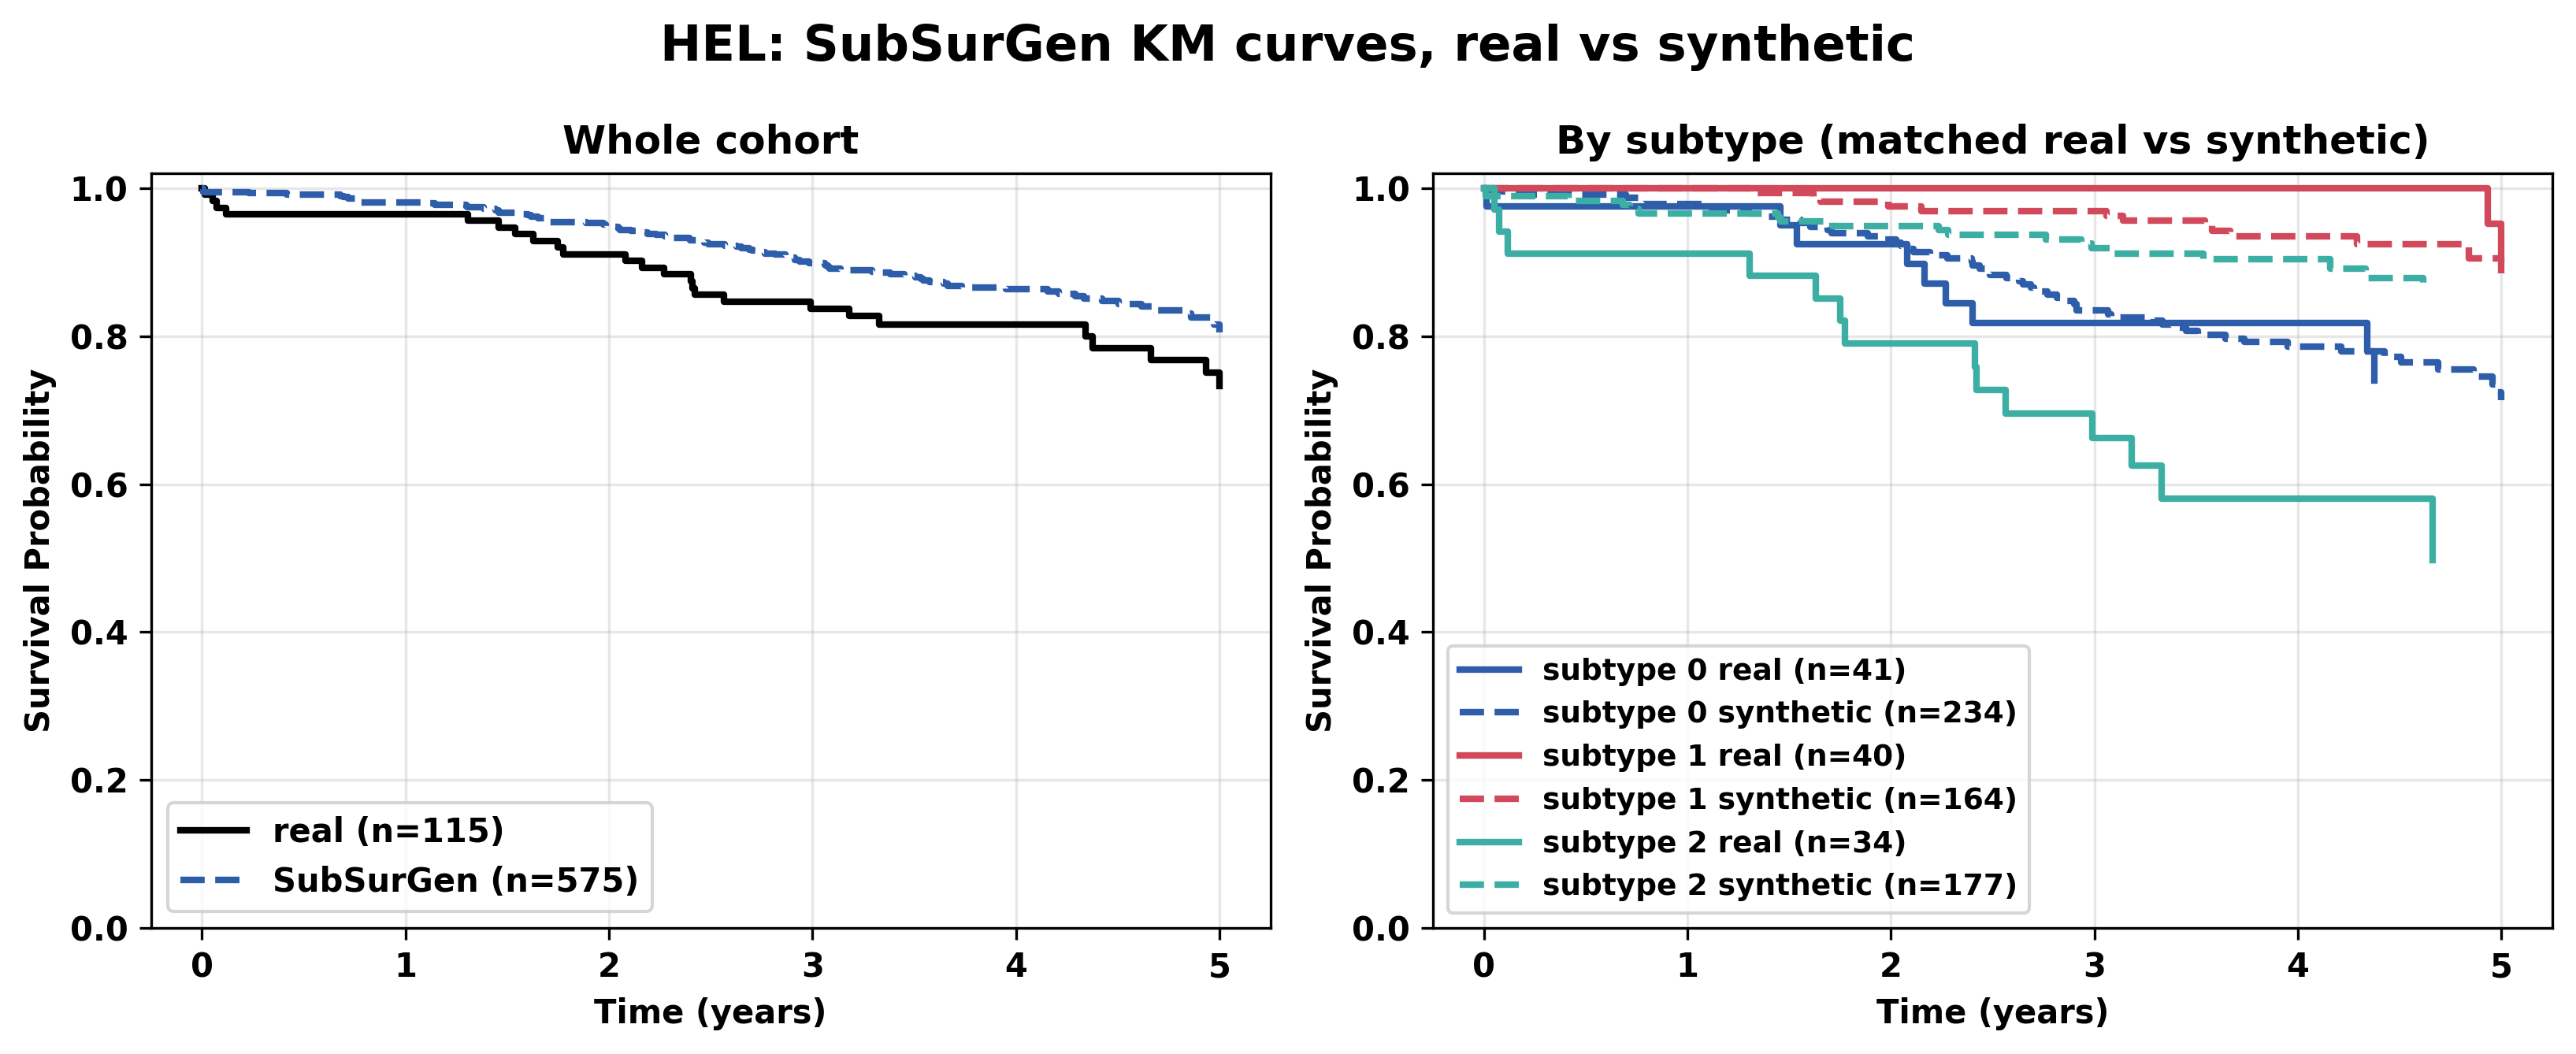 HEL: SubSurGen KM curves, real vs synthetic
Whole cohort
Survival Probability
1.0
0.8
0.6
0.4
0.2
0.0
real (n=115)
SubSurGen (n=575)
0 1 2 3 4 5
Time (years)
By subtype (matched real vs synthetic)
Survival Probability
1.0
0.8
0.6
0.4
0.2
0.0
subtype 0 real (n=41)
subtype 0 synthetic (n=234)
subtype 1 real (n=40)
subtype 1 synthetic (n=164)
subtype 2 real (n=34)
subtype 2 synthetic (n=177)
0 1 2 3 4 5
Time (years)